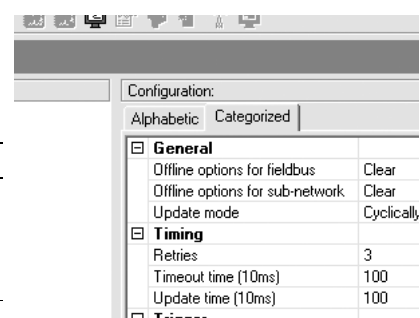 Configuration:
Alphabetic Categorized
General
Offline options for fieldbus Clear
Offline options for sub-network Clear
Update mode Cyclically
Timing
Retries 3
Timeout time (10ms) 100
Update time (10ms) 100
Trigger